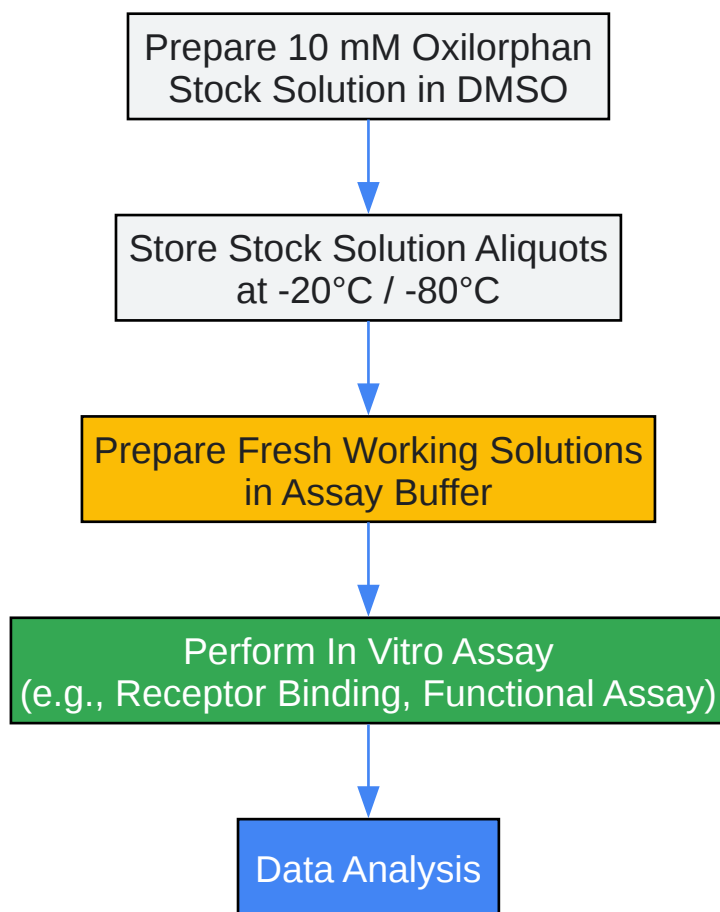 Prepare 10 mM Oxilorphan
Stock Solution in DMSO
Store Stock Solution Aliquots
at -20°C / -80°C
Prepare Fresh Working Solutions
in Assay Buffer
Perform In Vitro Assay
(e.g., Receptor Binding, Functional Assay)
Data Analysis